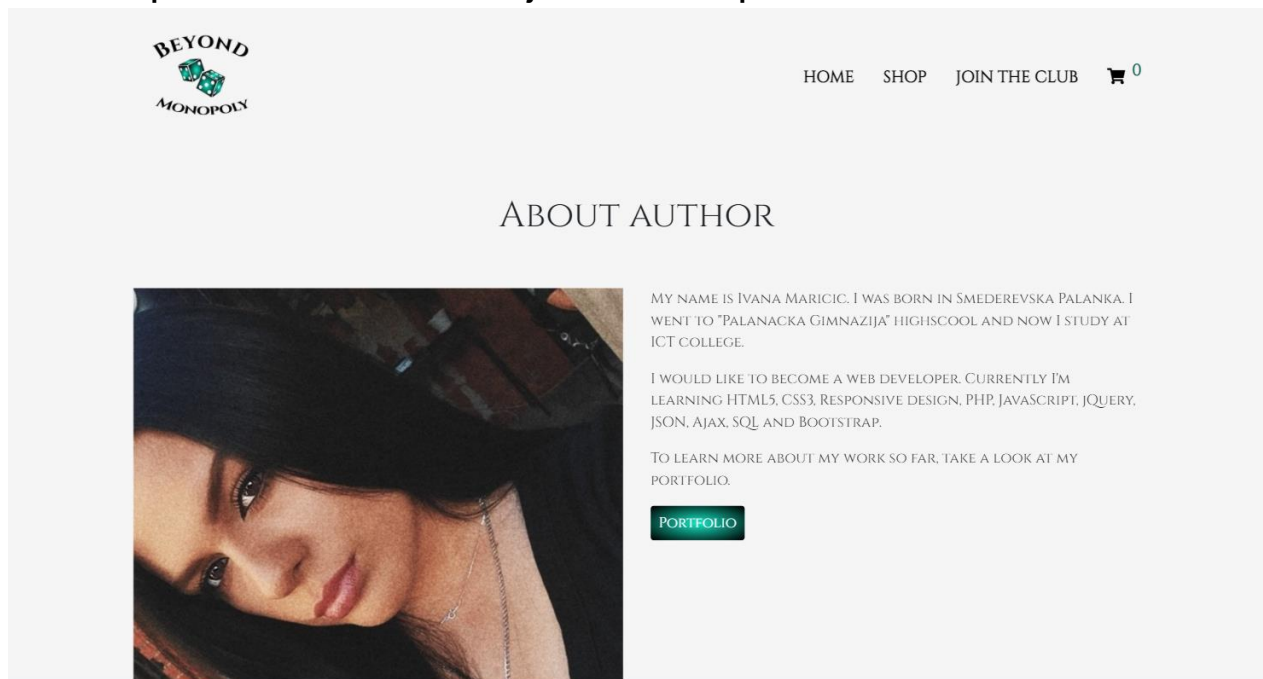 BEYOND
MONOPOLY
HOME SHOP JOIN THE CLUB 0
About author
My name is Ivana Maricic. I was born in Smederevska Palanka. I
went to "Palanacka Gimnazija" highscool and now I study at
ICT college.
I would like to become a web developer. Currently I'm
learning HTML5, CSS3, Responsive design, PHP, JavaScript, jQuery,
JSON, Ajax, SQL and Bootstrap.
To learn more about my work so far, take a look at my
portfolio.
Portfolio